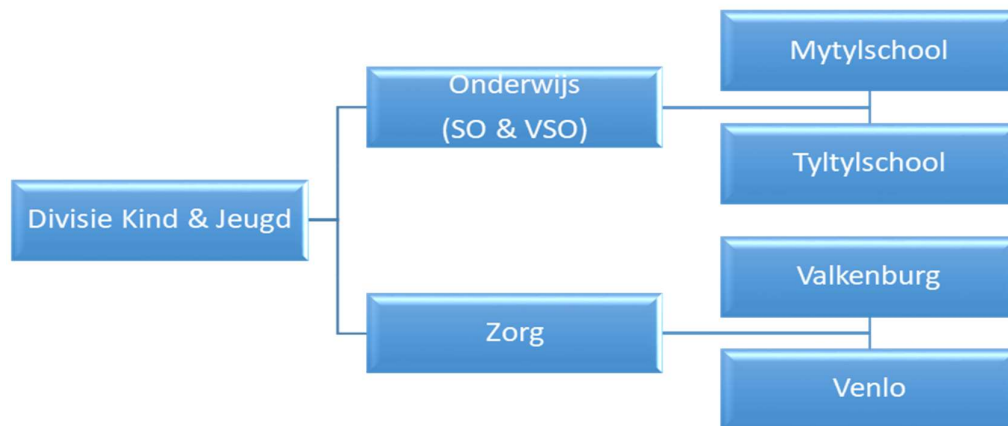 Divisie Kind & Jeugd
Onderwijs
(SO & VSO)
Mytylschool
Tyltylschool
Zorg
Valkenburg
Venlo